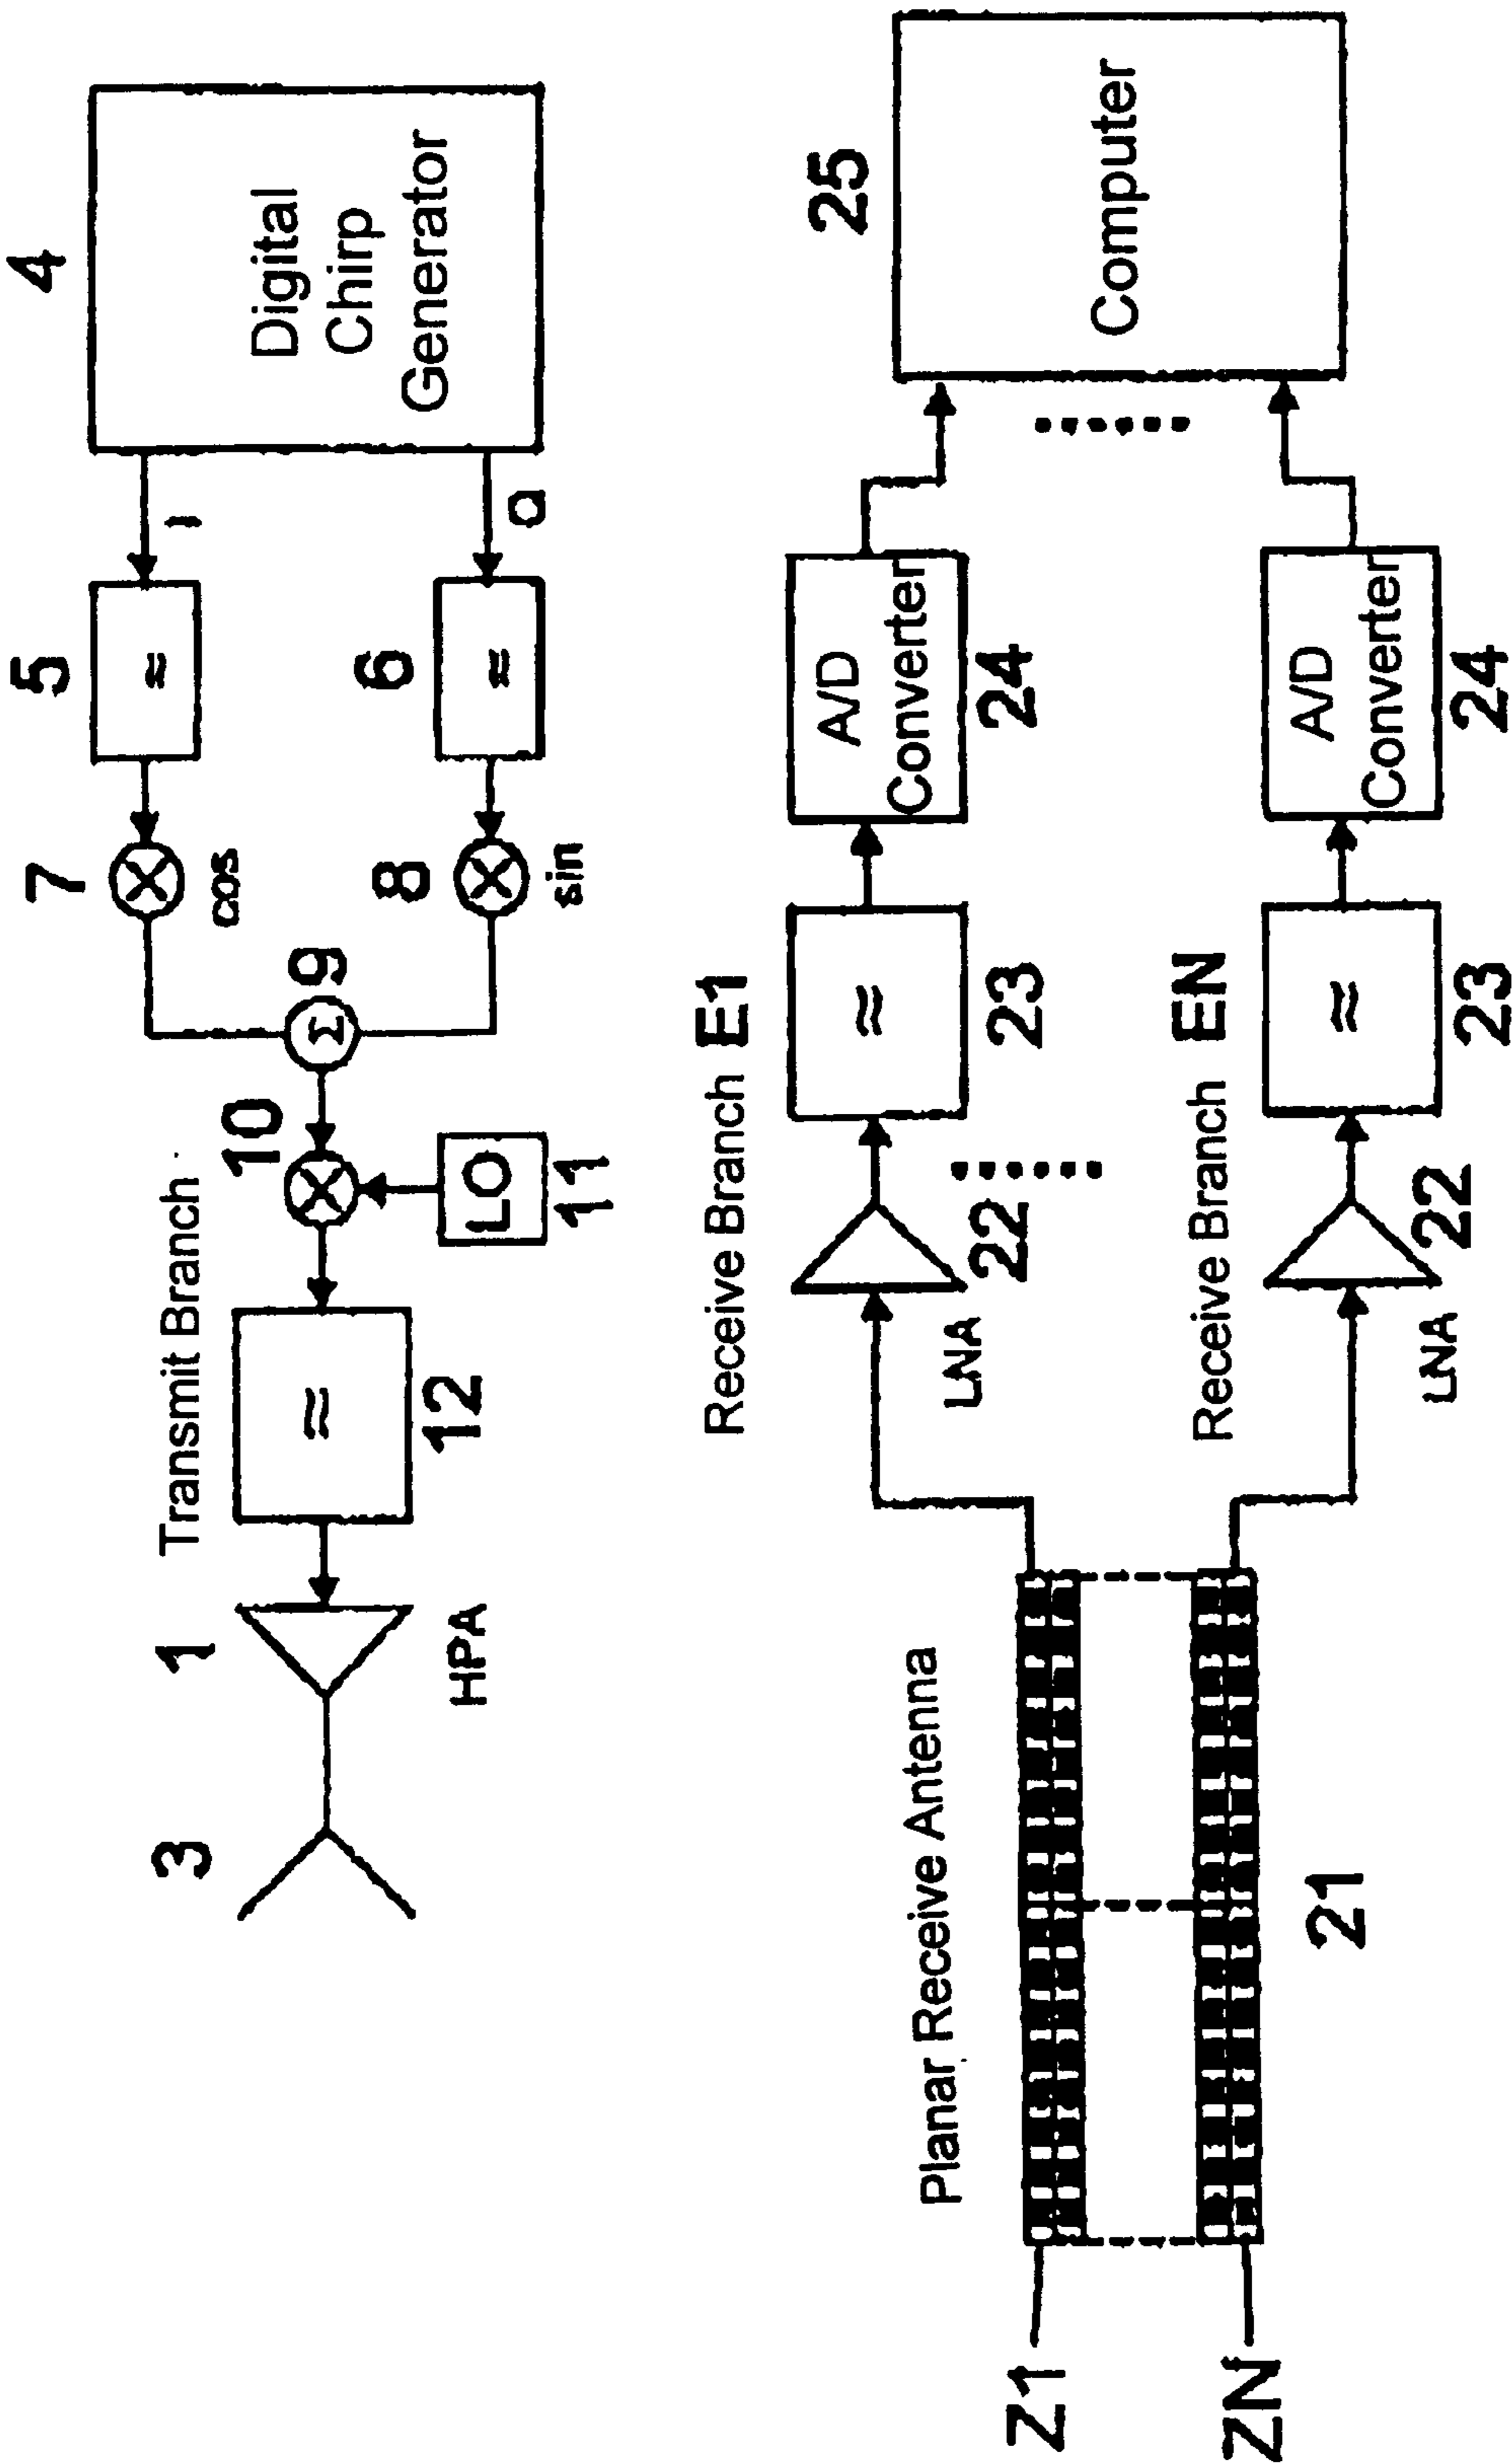 4
Digital
Chirp
Generator
I
Q
5
≈
6
≈
7
cos
8
sin
9
Σ
10
LO
11
Transmit Branch
≈
12
1
HPA
3
25
Computer
A/D
Converter
24
A/D
Converter
24
Receive Branch E1
≈
23
Receive Branch EN
≈
23
22
LNA
22
LNA
Planar Receive Antenna
21
Z1
ZN